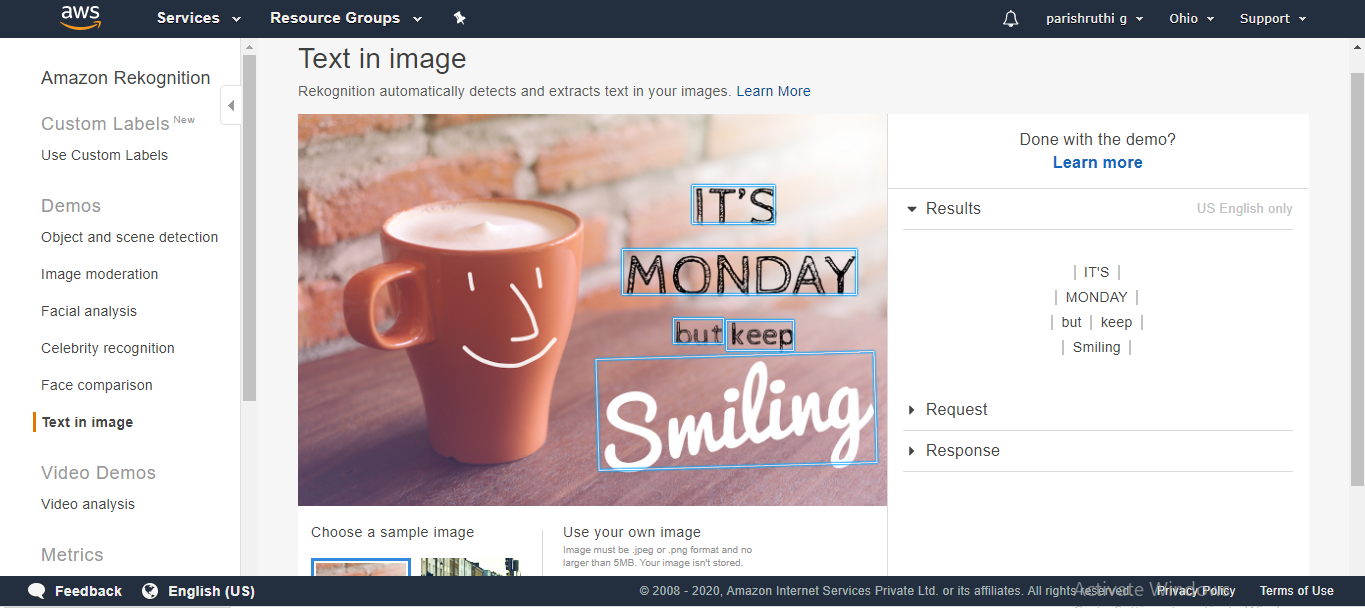 aws
Services
Resource Groups
parishruthi g
Ohio
Support
Amazon Rekognition
Custom Labels New
Use Custom Labels
Demos
Object and scene detection
Image moderation
Facial analysis
Celebrity recognition
Face comparison
Text in image
Video Demos
Video analysis
Metrics
Text in image
Rekognition automatically detects and extracts text in your images. Learn More
IT'S
MONDAY
but keep
Smiling
Choose a sample image
Use your own image
Image must be .jpeg or .png format and no
larger than 5MB. Your image isn't stored.
Done with the demo?
Learn more
Results
US English only
| IT'S |
| MONDAY |
| but | keep |
| Smiling |
Request
Response
Feedback
English (US)
© 2008 - 2020, Amazon Internet Services Private Ltd. or its affiliates. All rights reserved.
Privacy Policy
Terms of Use
Activate Windows